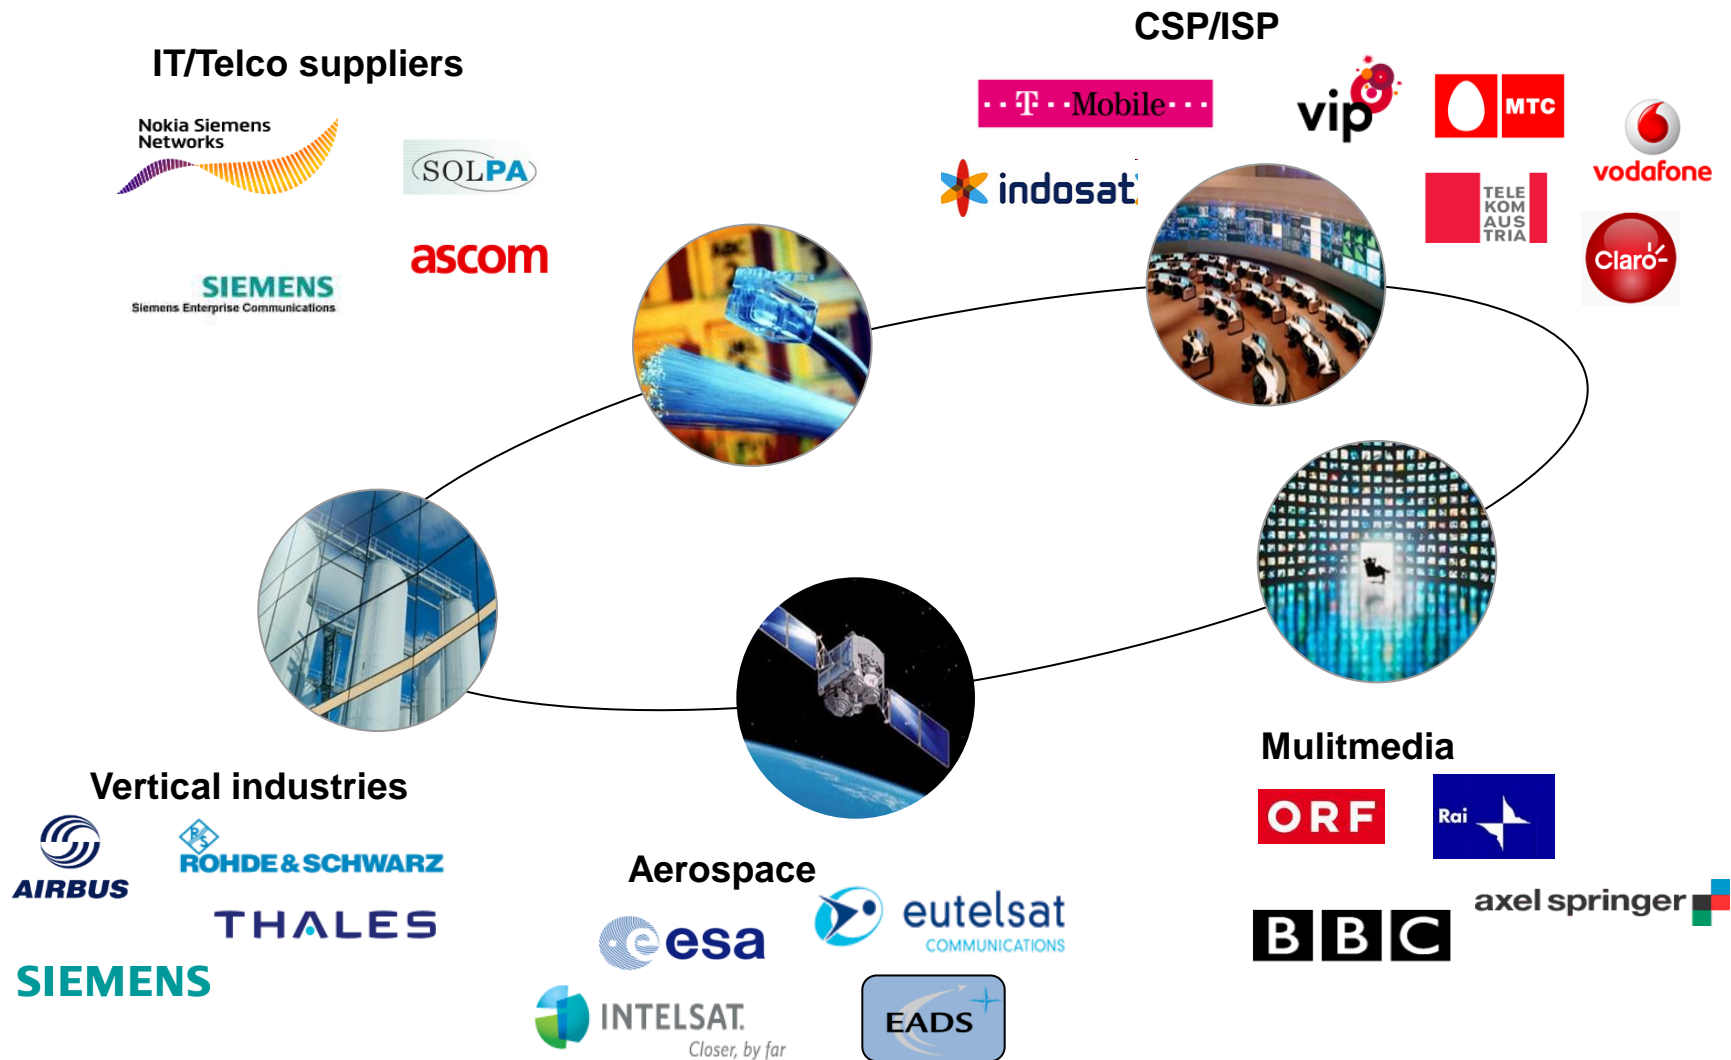 CSP/ISP
IT/Telco suppliers
Nokia Siemens
Networks
SOLPA
ascom
SIEMENS
Siemens Enterprise Communications
T Mobile
vip
MTC
vodafone
indosat
TELE
KOM
AUS
TRIA
Claro
Mulitmedia
ORF
Rai
axel springer
BBC
Vertical industries
AIRBUS
R S
ROHDE & SCHWARZ
THALES
SIEMENS
Aerospace
esa
eutelsat
COMMUNICATIONS
INTELSAT.
Closer, by far
EADS